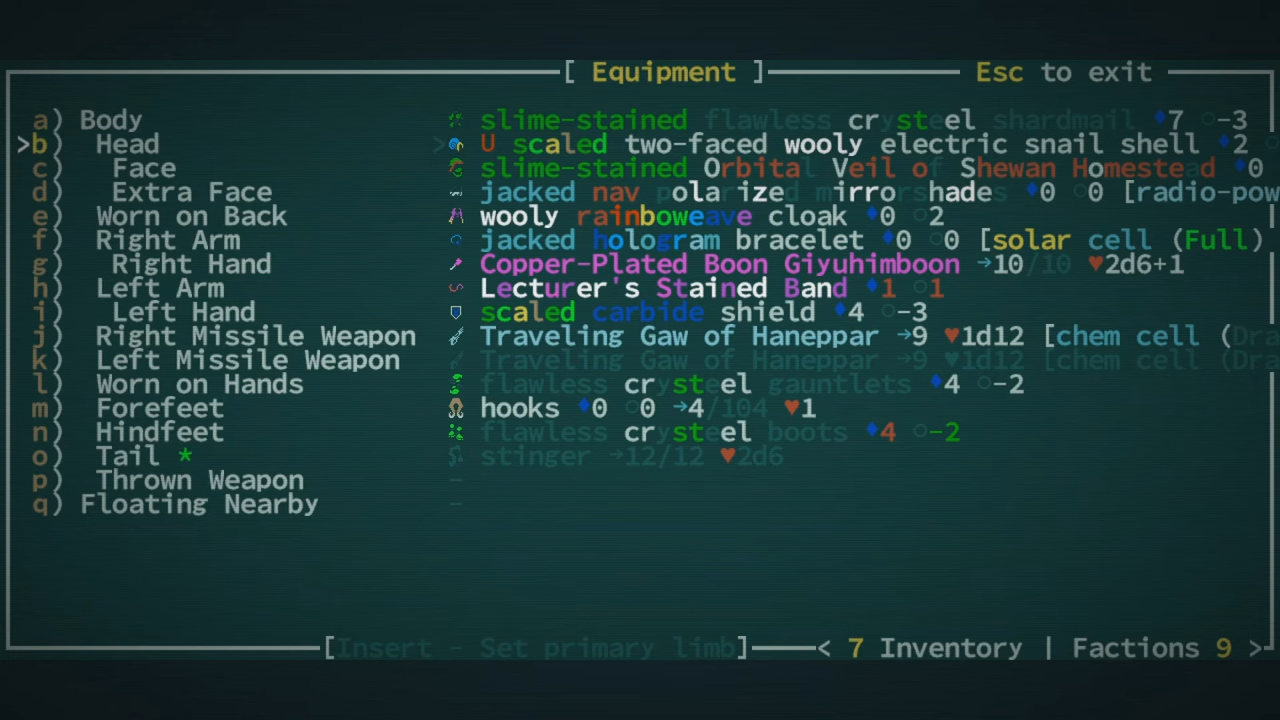 [ Equipment ] Esc to exit
a) Body slime-stained flawless crysteel shardmail ♦7 ○-3
>b) Head > U scaled two-faced wooly electric snail shell ♦2
c) Face slime-stained Orbital Veil of Shewan Homestead ♦0
d) Extra Face jacked nav polarized mirrorshades ♦0 ○0 [radio-pow
e) Worn on Back wooly rainboweave cloak ♦0 ○2
f) Right Arm jacked hologram bracelet ♦0 ○0 [solar cell (Full)
g) Right Hand Copper-Plated Boon Giyuhimboon →10/10 ♥2d6+1
h) Left Arm Lecturer's Stained Band ♦1 ○1
i) Left Hand scaled carbide shield ♦4 ○-3
j) Right Missile Weapon Traveling Gaw of Haneppar →9 ♥1d12 [chem cell (Dra
k) Left Missile Weapon Traveling Gaw of Haneppar →9 ♥1d12 [chem cell (Dra
l) Worn on Hands flawless crysteel gauntlets ♦4 ○-2
m) Forefeet hooks ♦0 ○0 →4/104 ♥1
n) Hindfeet flawless crysteel boots ♦4 ○-2
o) Tail * stinger →12/12 ♥2d6
p) Thrown Weapon –
q) Floating Nearby –
[Insert - Set primary limb] < 7 Inventory | Factions 9 >